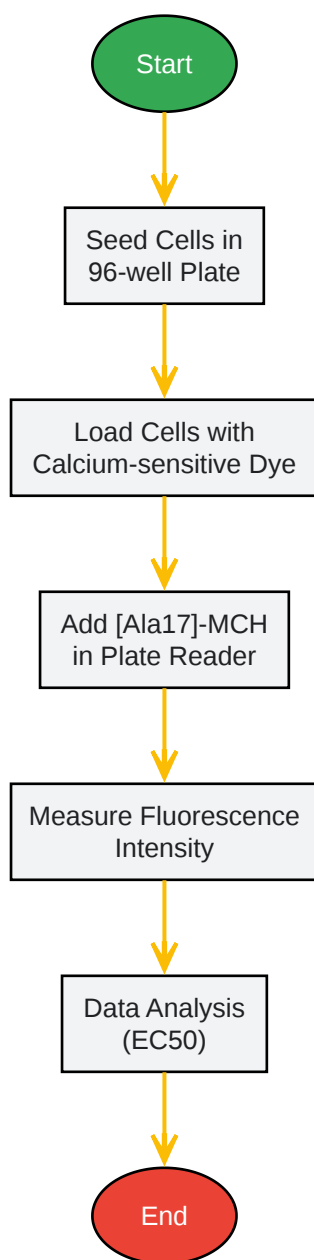 Start
Seed Cells in
96-well Plate
Load Cells with
Calcium-sensitive Dye
Add [Ala17]-MCH
in Plate Reader
Measure Fluorescence
Intensity
Data Analysis
(EC50)
End